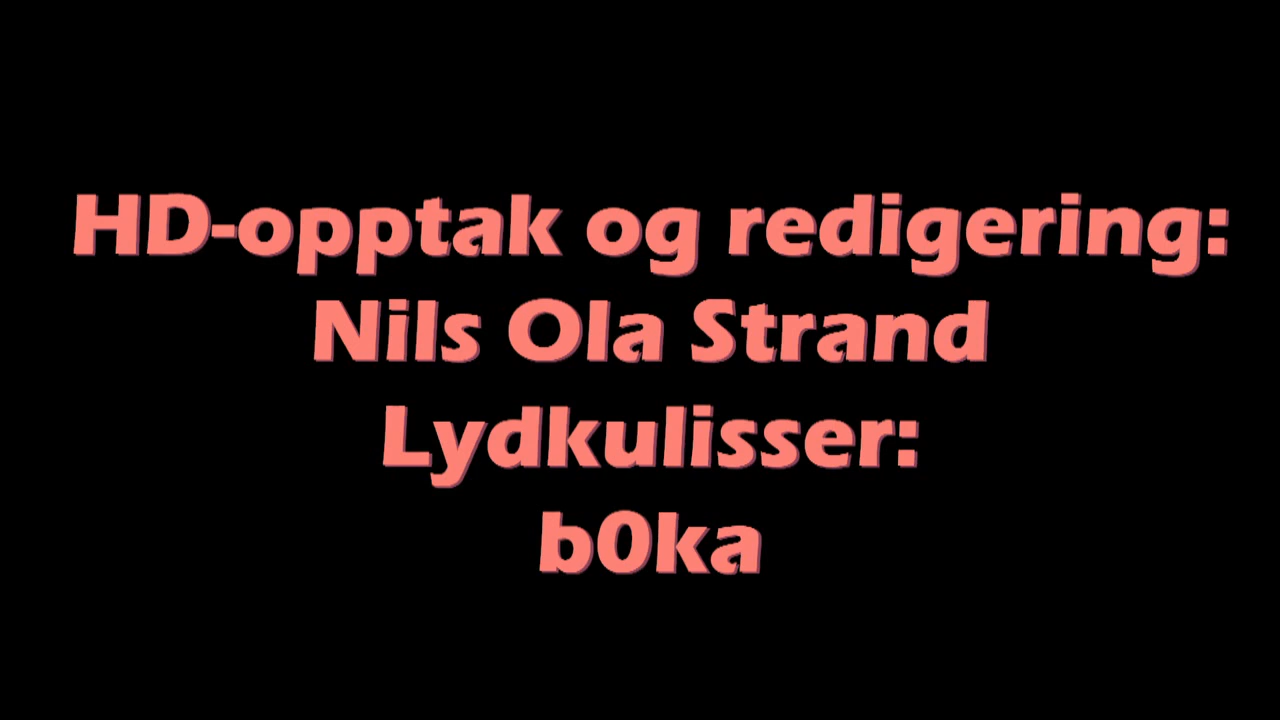 HD-opptak og redigering:
Nils Ola Strand
Lydkulisser:
b0ka